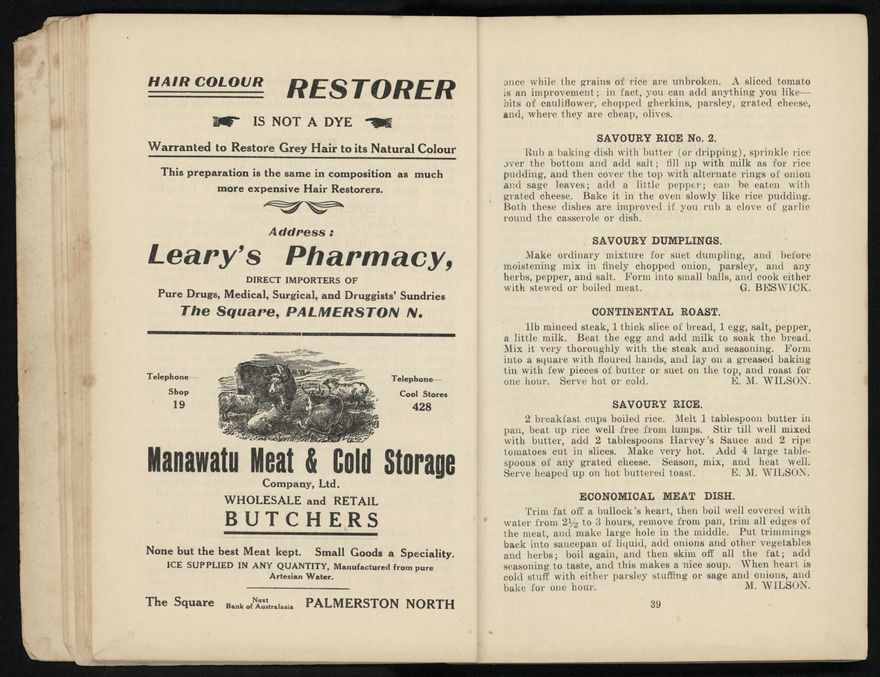 HAIR COLOUR RESTORER
IS NOT A DYE
Warranted to Restore Grey Hair to its Natural Colour
This preparation is the same in composition as much
more expensive Hair Restorers.
Address:
Leary's Pharmacy,
DIRECT IMPORTERS OF
Pure Drugs, Medical, Surgical, and Druggists' Sundries
The Square, PALMERSTON N.
Telephone—
Shop
19
Telephone—
Cool Stores
428
Manawatu Meat & Cold Storage
Company, Ltd.
WHOLESALE and RETAIL
BUTCHERS
None but the best Meat kept. Small Goods a Speciality.
ICE SUPPLIED IN ANY QUANTITY, Manufactured from pure
Artesian Water.
The Square Next Bank of Australasia PALMERSTON NORTH
once while the grains of rice are unbroken. A sliced tomato
is an improvement; in fact, you can add anything you like—
bits of cauliflower, chopped gherkins, parsley, grated cheese,
and, where they are cheap, olives.
SAVOURY RICE No. 2.
Rub a baking dish with butter (or dripping), sprinkle rice
over the bottom and add salt; fill up with milk as for rice
pudding, and then cover the top with alternate rings of onion
and sage leaves; add a little pepper; can be eaten with
grated cheese. Bake it in the oven slowly like rice pudding.
Both these dishes are improved if you rub a clove of garlic
round the casserole or dish.
SAVOURY DUMPLINGS.
Make ordinary mixture for suet dumpling, and before
moistening mix in finely chopped onion, parsley, and any
herbs, pepper, and salt. Form into small balls, and cook either
with stewed or boiled meat. G. BESWICK.
CONTINENTAL ROAST.
1lb minced steak, 1 thick slice of bread, 1 egg, salt, pepper,
a little milk. Beat the egg and add milk to soak the bread.
Mix it very thoroughly with the steak and seasoning. Form
into a square with floured hands, and lay on a greased baking
tin with few pieces of butter or suet on the top, and roast for
one hour. Serve hot or cold. E. M. WILSON.
SAVOURY RICE.
2 breakfast cups boiled rice. Melt 1 tablespoon butter in
pan, beat up rice well free from lumps. Stir till well mixed
with butter, add 2 tablespoons Harvey's Sauce and 2 ripe
tomatoes cut in slices. Make very hot. Add 4 large table-
spoons of any grated cheese. Season, mix, and heat well.
Serve heaped up on hot buttered toast. E. M. WILSON.
ECONOMICAL MEAT DISH.
Trim fat off a bullock's heart, then boil well covered with
water from 2½ to 3 hours, remove from pan, trim all edges of
the meat, and make large hole in the middle. Put trimmings
back into saucepan of liquid, add onions and other vegetables
and herbs; boil again, and then skim off all the fat; add
seasoning to taste, and this makes a nice soup. When heart is
cold stuff with either parsley stuffing or sage and onions, and
bake for one hour. M. WILSON.
39